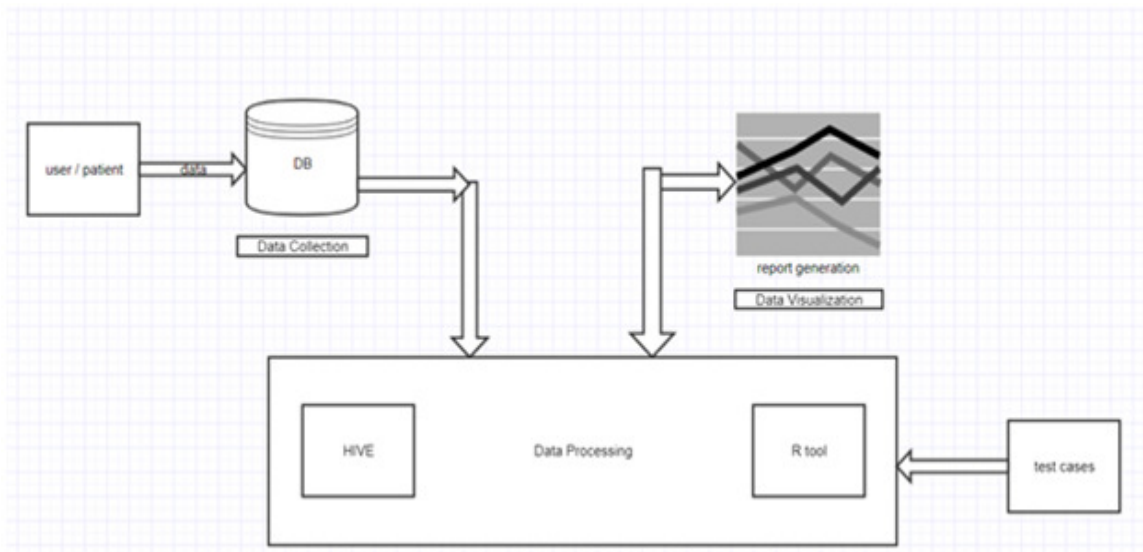 user / patient
data
DB
Data Collection
report generation
Data Visualization
HIVE
Data Processing
R tool
test cases